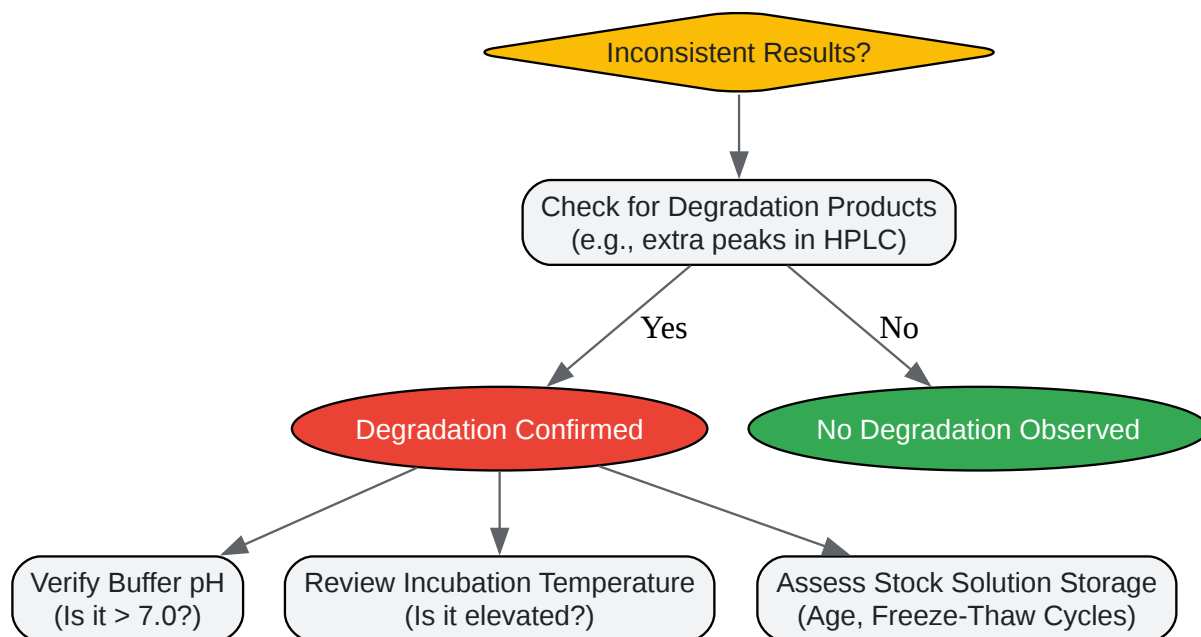 Inconsistent Results?
Check for Degradation Products
(e.g., extra peaks in HPLC)
Yes
No
Degradation Confirmed
No Degradation Observed
Verify Buffer pH
(Is it > 7.0?)
Review Incubation Temperature
(Is it elevated?)
Assess Stock Solution Storage
(Age, Freeze-Thaw Cycles)